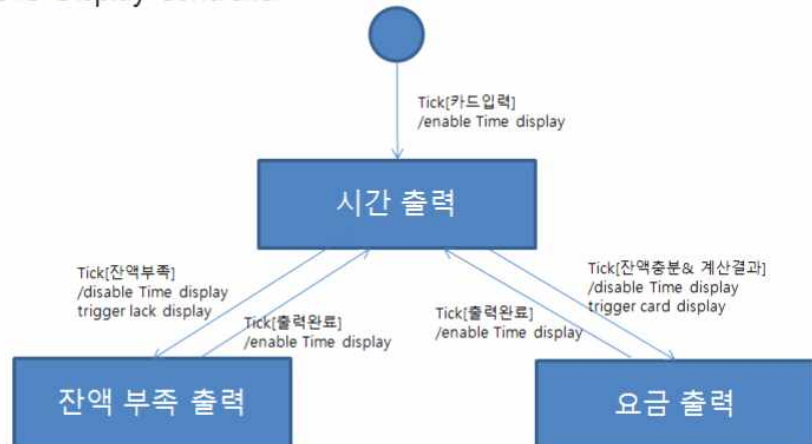 Display Controller
Tick[카드입력]
/enable Time display
시간 출력
Tick[잔액부족]
/disable Time display
trigger lack display
Tick[출력완료]
/enable Time display
Tick[출력완료]
/enable Time display
Tick[잔액충분& 계산결과]
/disable Time display
trigger card display
잔액 부족 출력
요금 출력